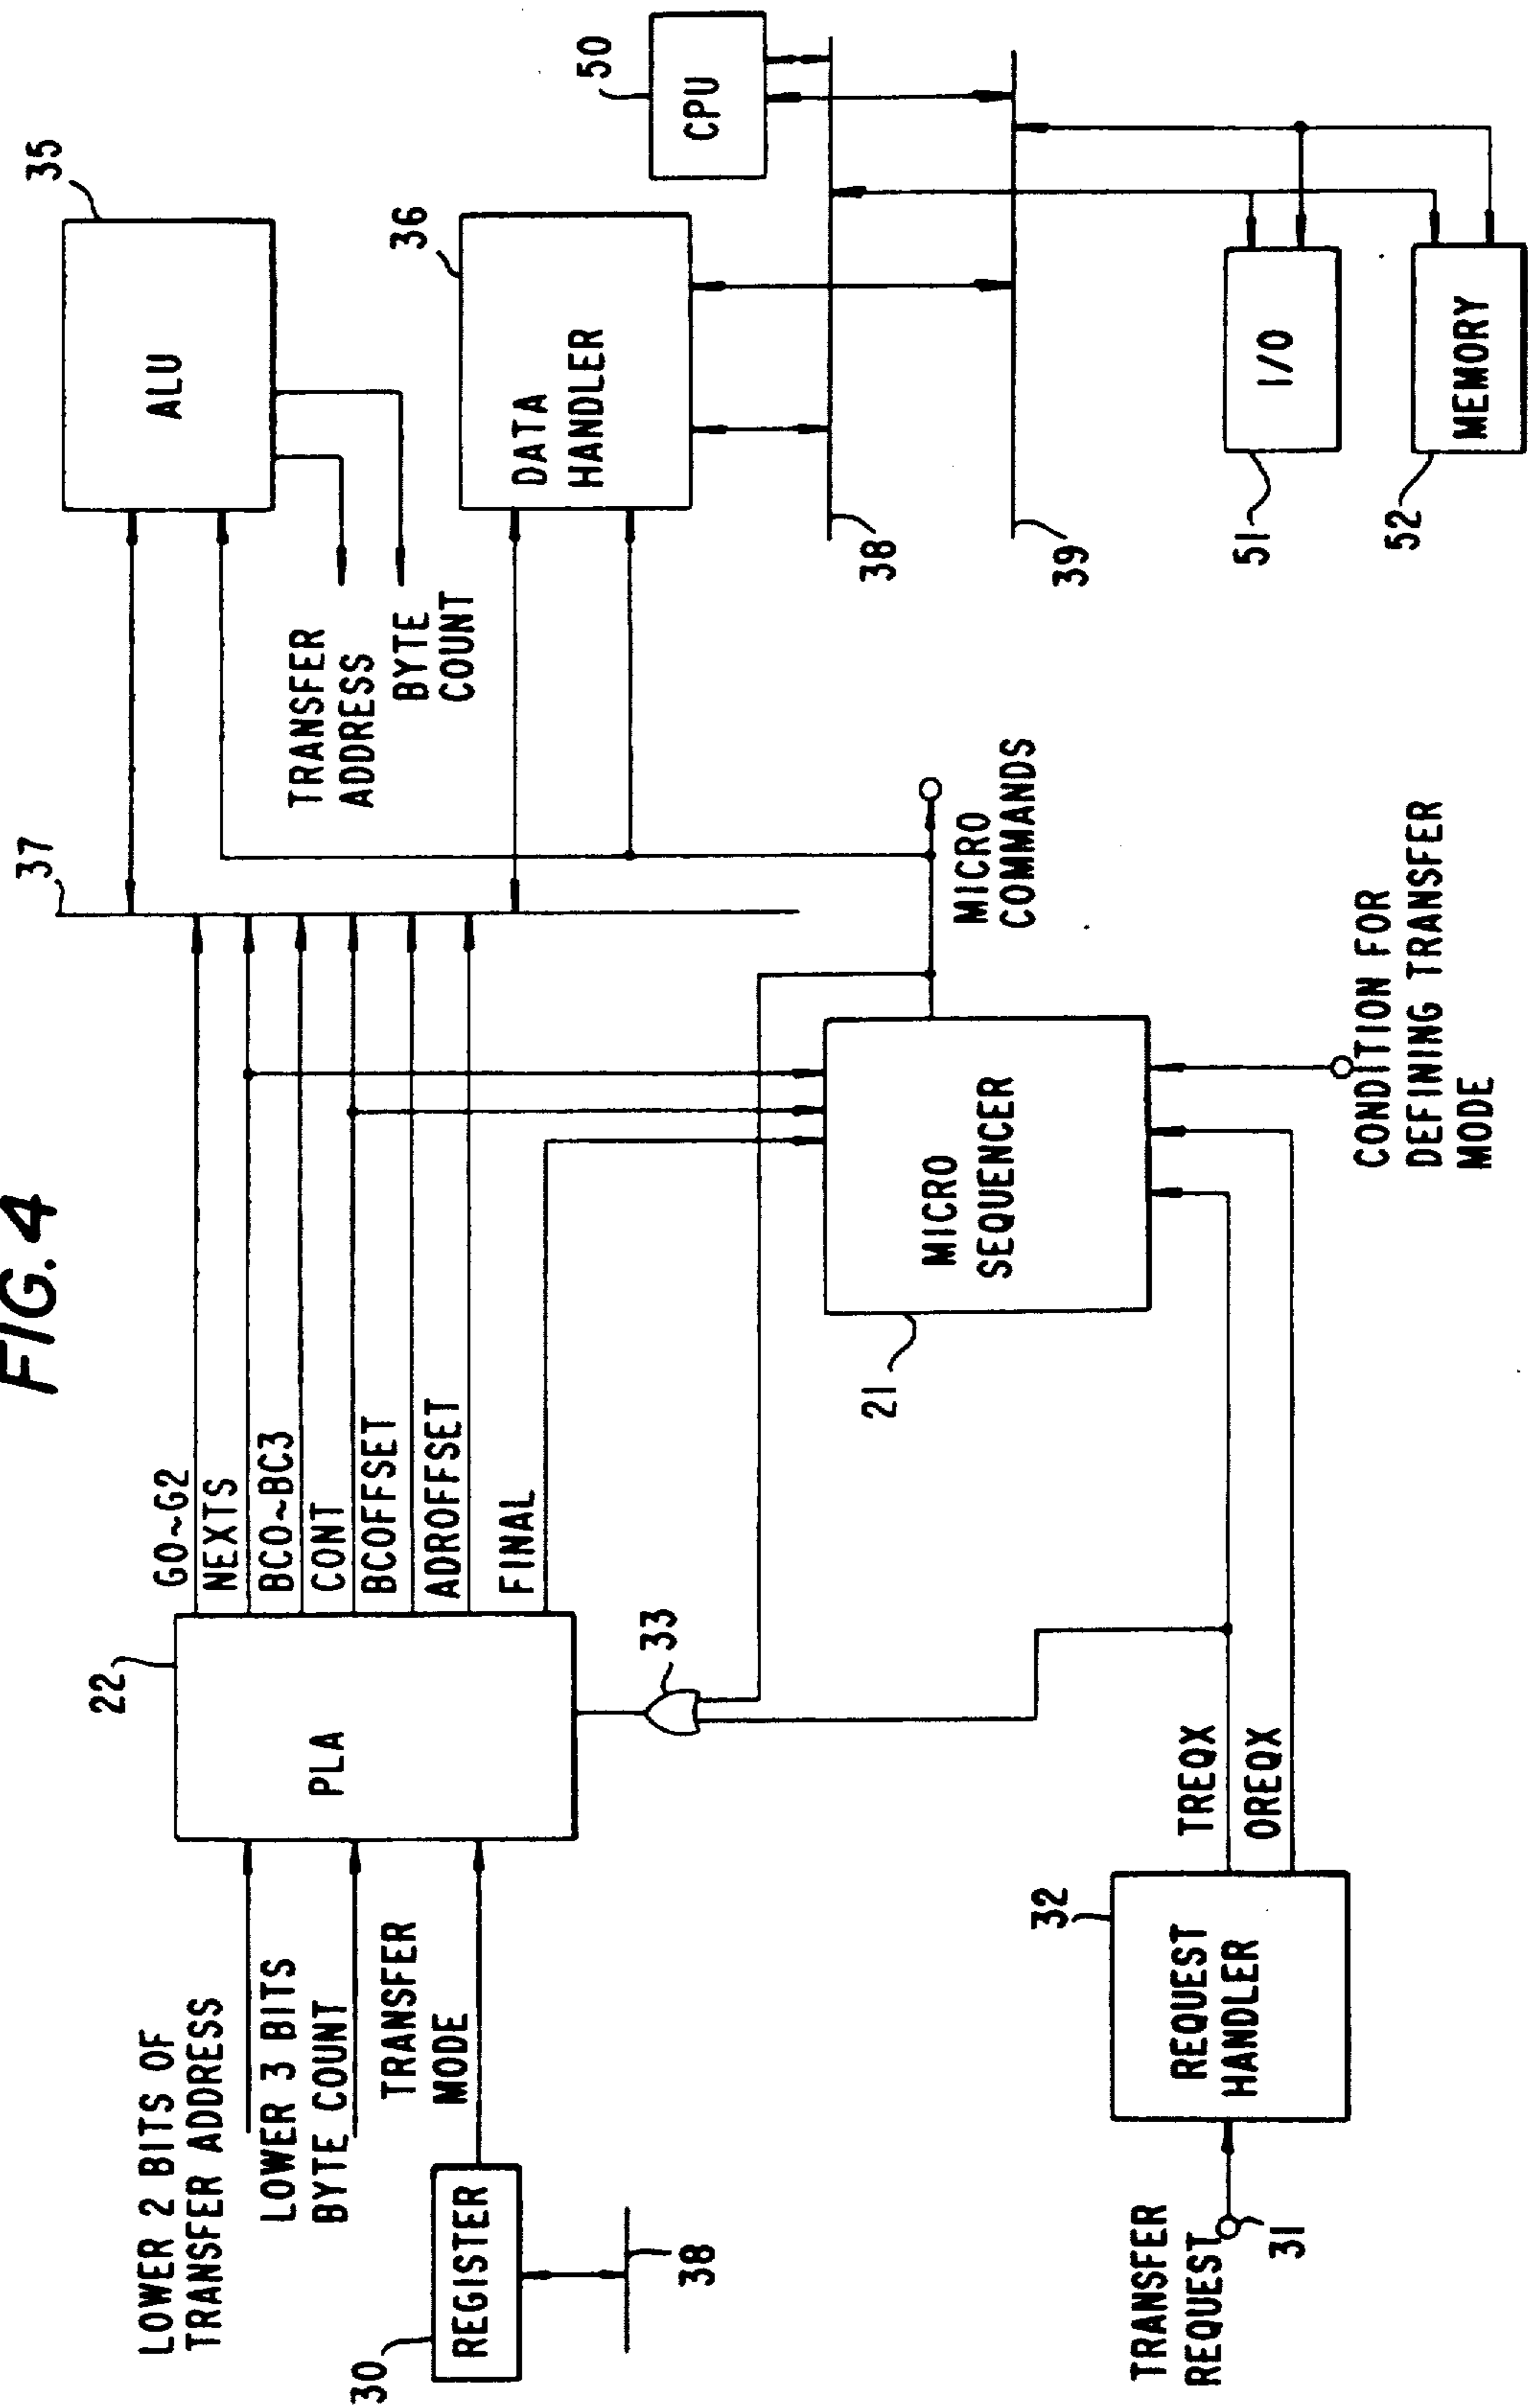 FIG. 4
LOWER 2 BITS OF
TRANSFER ADDRESS
LOWER 3 BITS
BYTE COUNT
TRANSFER
MODE
30
REGISTER
38
22
PLA
G0~G2
NEXTS
BC0~BC3
CONT
BCOFFSET
ADROFFSET
FINAL
33
37
35
ALU
TRANSFER
ADDRESS
BYTE
COUNT
36
DATA
HANDLER
50
CPU
38
39
51
I/O
52
MEMORY
21
MICRO
SEQUENCER
MICRO
COMMANDS
CONDITION FOR
DEFINING TRANSFER
MODE
TRANSFER
REQUEST
31
32
REQUEST
HANDLER
TREQX
OREQX